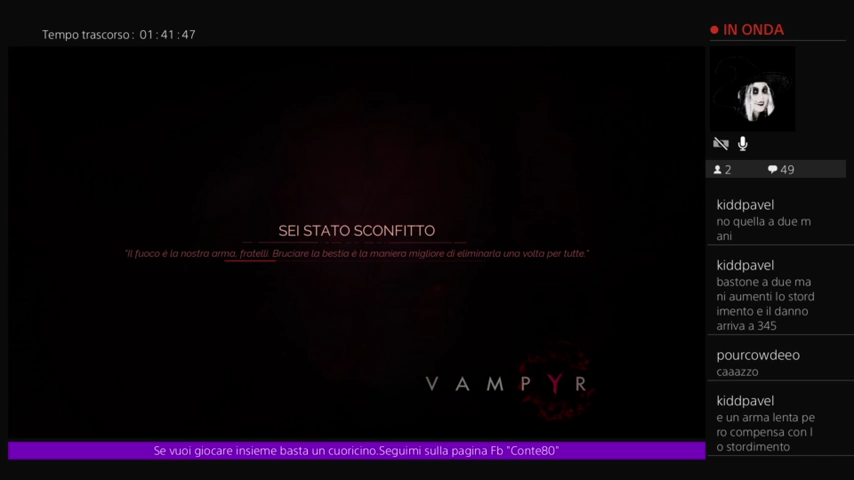 Tempo trascorso: 01:41:47
SEI STATO SCONFITTO
"Il fuoco è la nostra arma, fratelli. Bruciare la bestia è la maniera migliore di eliminarla una volta per tutte."
VAMPYR
Se vuoi giocare insieme basta un cuoricino.Seguimi sulla pagina Fb "Conte80"
IN ONDA
2 49
kiddpavel
no quella a due m
ani
kiddpavel
bastone a due ma
ni aumenti lo stord
imento e il danno
arriva a 345
pourcowdeeo
caaazzo
kiddpavel
e un arma lenta pe
ro compensa con l
o stordimento